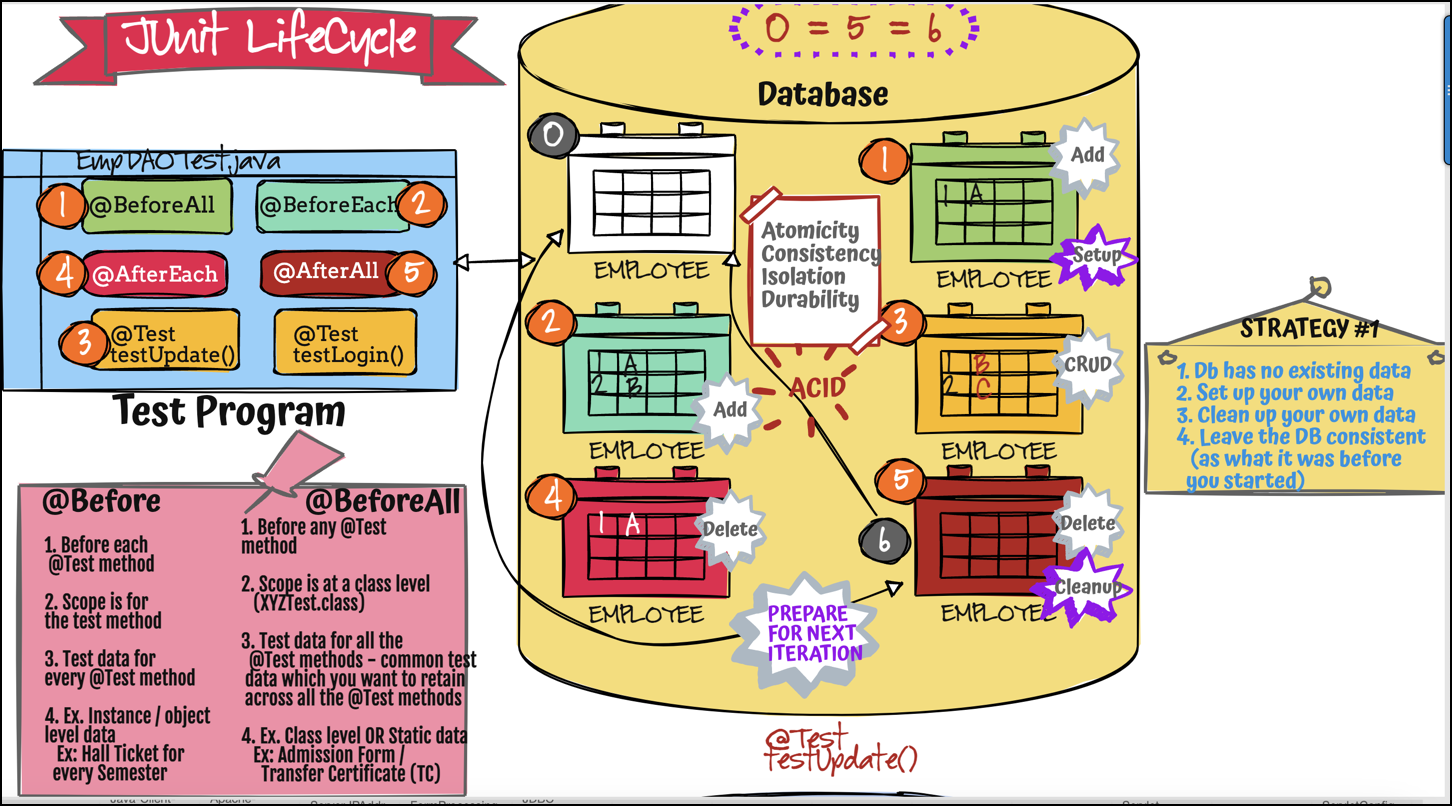 JUnit LifeCycle
EmpDAOTest.java
1
@BeforeAll
@BeforeEach
2
4
@AfterEach
@AfterAll
5
3
@Test
testUpdate()
@Test
testLogin()
Test Program
@Before
1. Before each
@Test method
2. Scope is for
the test method
3. Test data for
every @Test method
4. Ex. Instance / object
level data
Ex: Hall Ticket for
every Semester
@BeforeAll
1. Before any @Test
method
2. Scope is at a class level
(XYZTest.class)
3. Test data for all the
@Test methods - common test
data which you want to retain
across all the @Test methods
4. Ex. Class level OR Static data
Ex: Admission Form /
Transfer Certificate (TC)
0 = 5 = 6
Database
0
EMPLOYEE
1
1 A
Add
Setup
EMPLOYEE
Atomicity
Consistency
Isolation
Durability
ACID
2
A
2 B
Add
EMPLOYEE
3
B
2 C
CRUD
EMPLOYEE
4
1 A
Delete
EMPLOYEE
5
Delete
Cleanup
EMPLOYEE
6
PREPARE
FOR NEXT
ITERATION
@Test
testUpdate()
STRATEGY #1
1. Db has no existing data
2. Set up your own data
3. Clean up your own data
4. Leave the DB consistent
(as what it was before
you started)